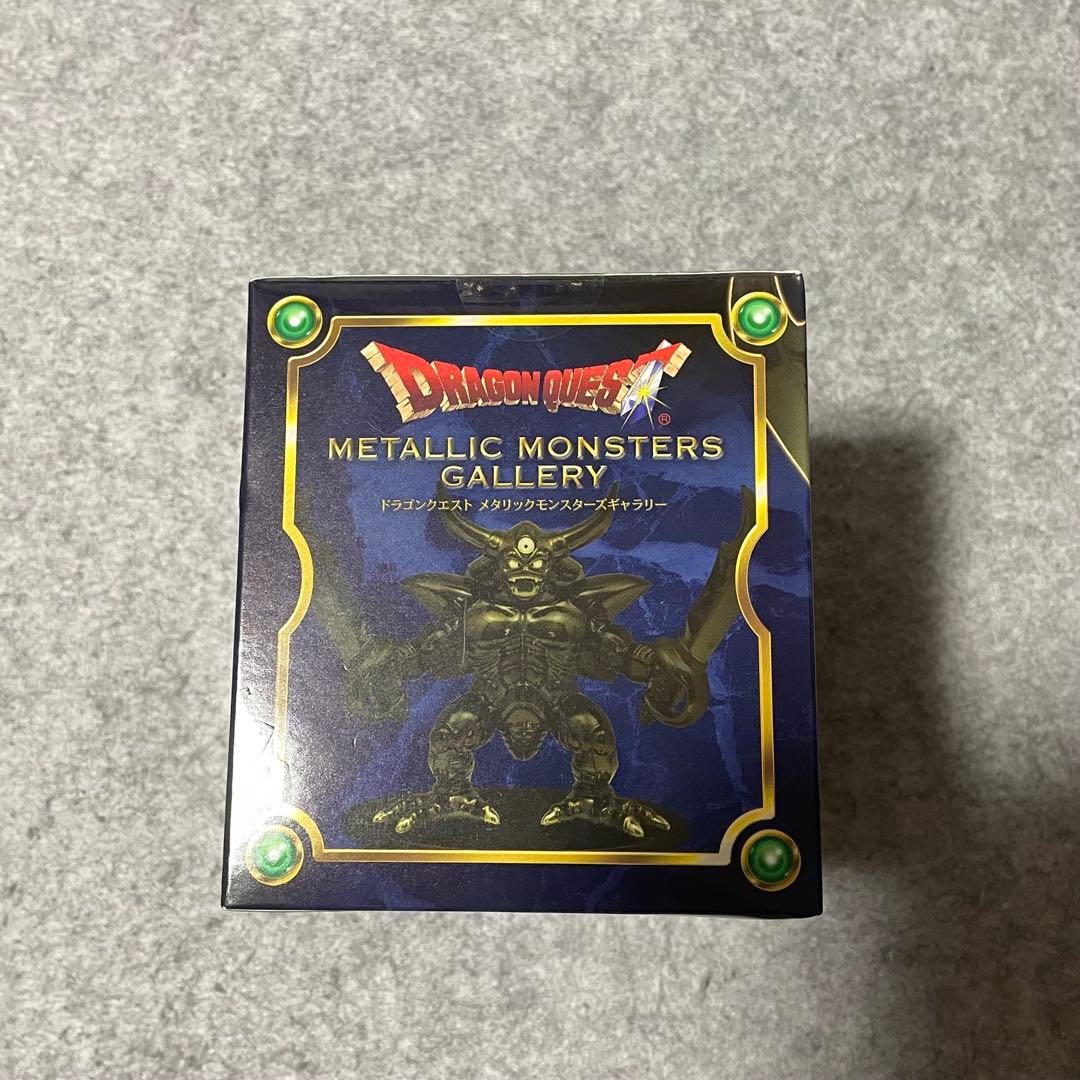 DRAGON QUEST
®
METALLIC MONSTERS
GALLERY
ドラゴンクエスト メタリックモンスターズギャラリー